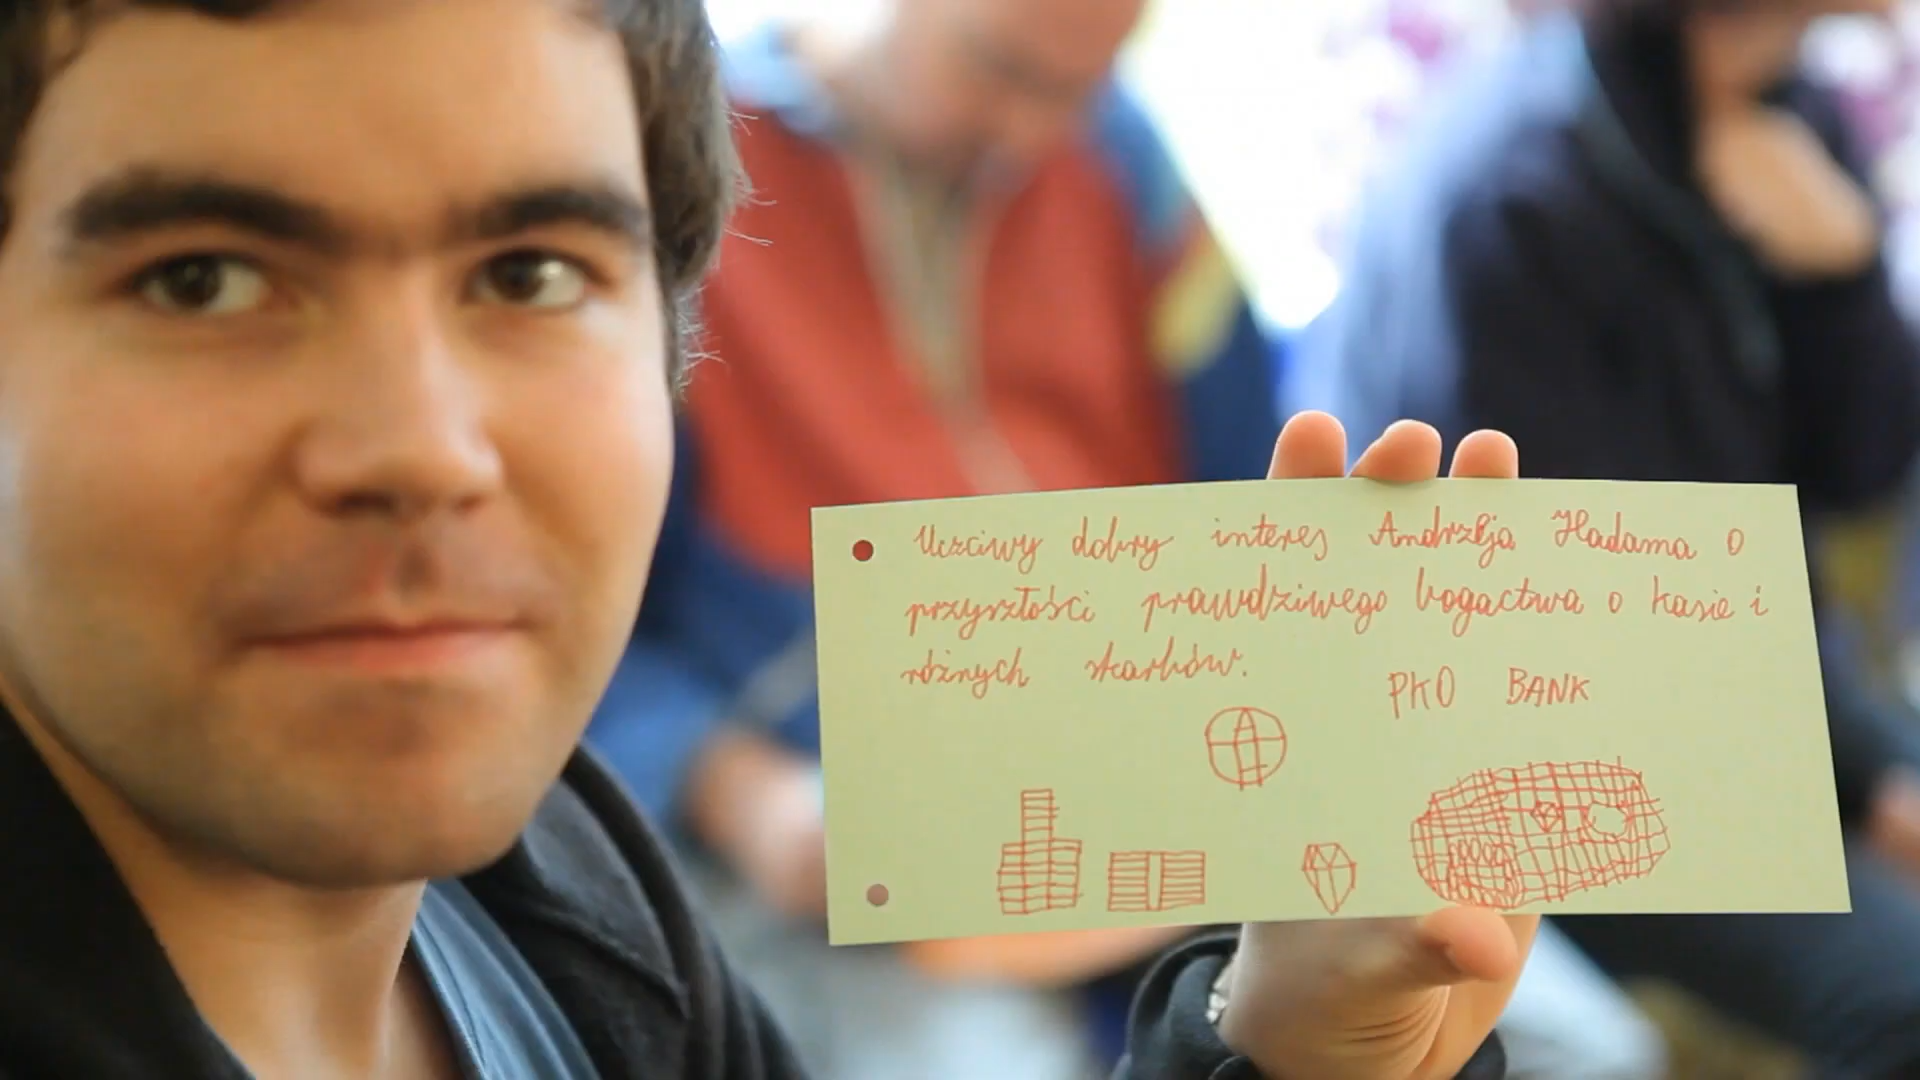 Uczciwy dobry interes Andrzeja Hadama O
przyszłości prawdziwego bogactwa o kasie i
różnych skarbów.
PKO BANK